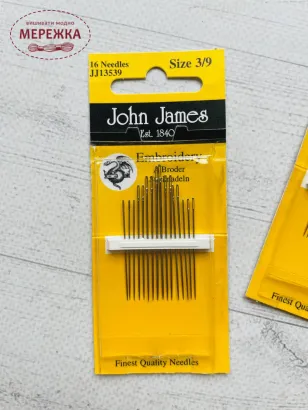 вишивати модно
МЕРЕЖКА
16 Needles
JJ13539
Size 3/9
John James
Est. 1840
Embroidery
Broder
Finest Quality Needles
Finest Quality